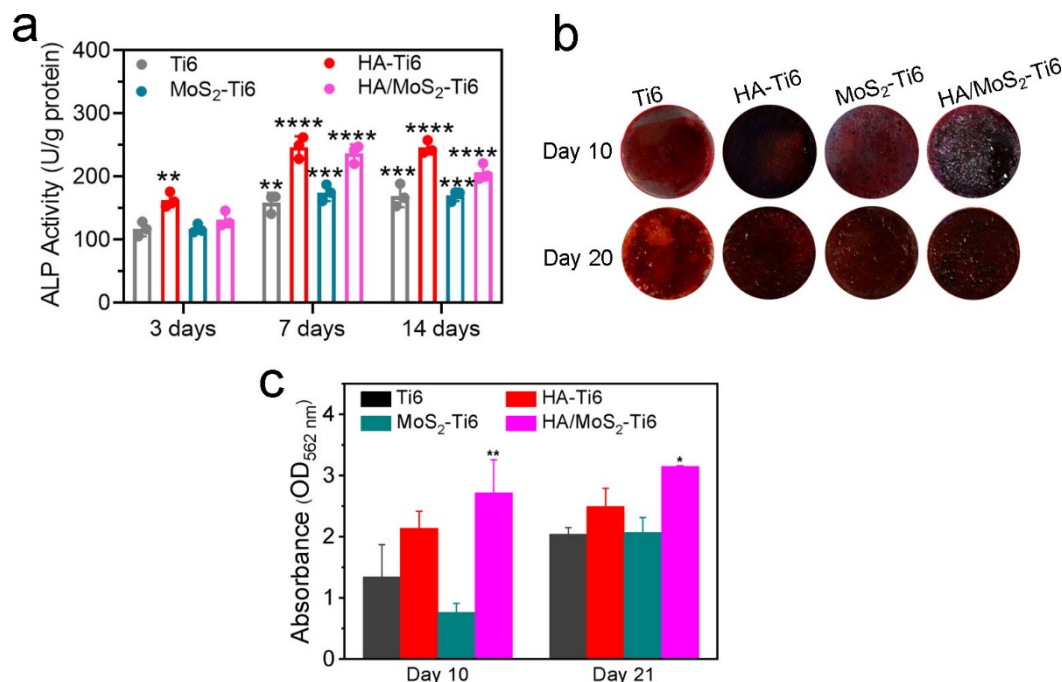 a
ALP Activity (U/g protein)
400
300
200
100
0
Ti6
HA-Ti6
MoS₂-Ti6
HA/MoS₂-Ti6
**
**
****
***
****
***
****
***
****
3 days
7 days
14 days
b
Ti6
HA-Ti6
MoS₂-Ti6
HA/MoS₂-Ti6
Day 10
Day 20
c
Absorbance (OD₅₆₂ ₙₘ)
4
3
2
1
0
Ti6
HA-Ti6
MoS₂-Ti6
HA/MoS₂-Ti6
**
*
Day 10
Day 21